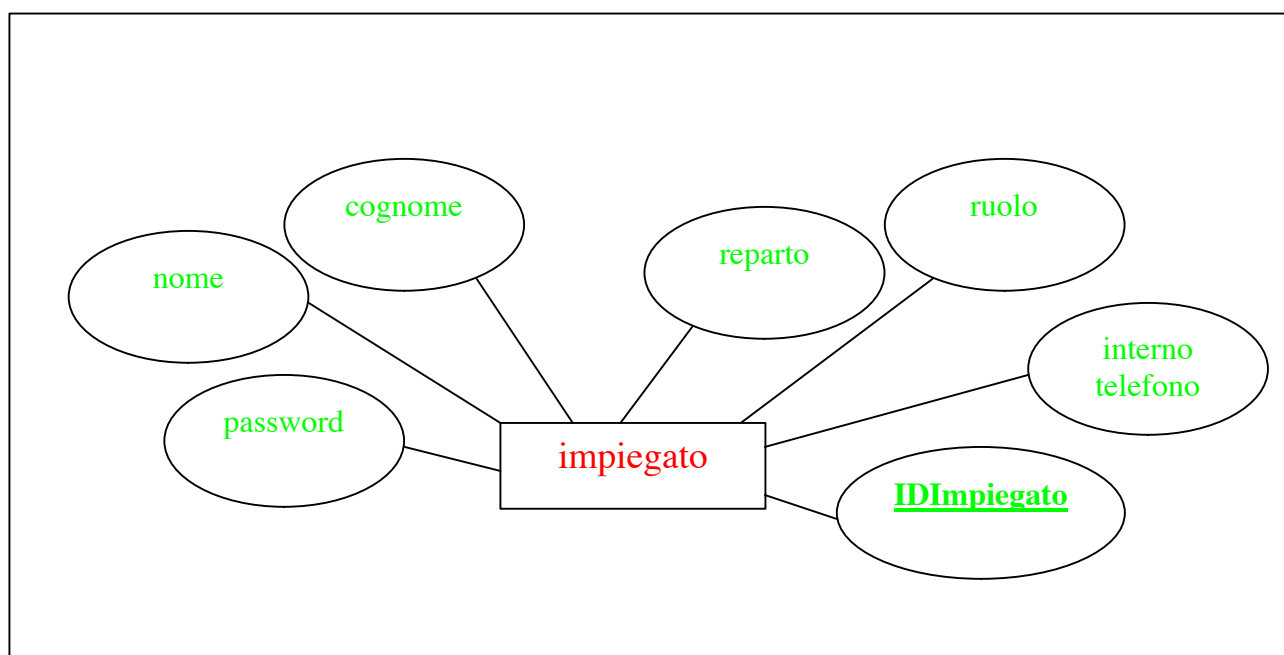 cognome
ruolo
reparto
nome
interno
telefono
password
impiegato
IDImpiegato